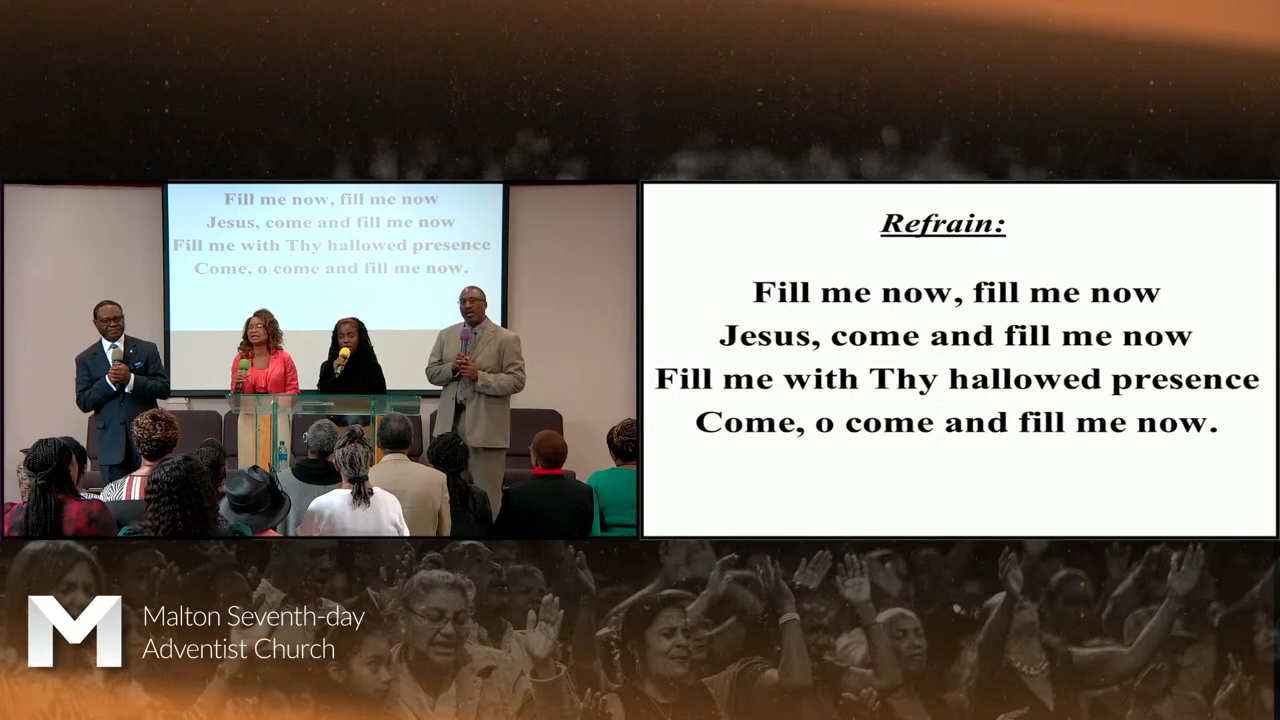 Fill me now, fill me now
Jesus, come and fill me now
Fill me with Thy hallowed presence
Come, o come and fill me now.
Refrain:
Fill me now, fill me now
Jesus, come and fill me now
Fill me with Thy hallowed presence
Come, o come and fill me now.
M
Malton Seventh-day
Adventist Church